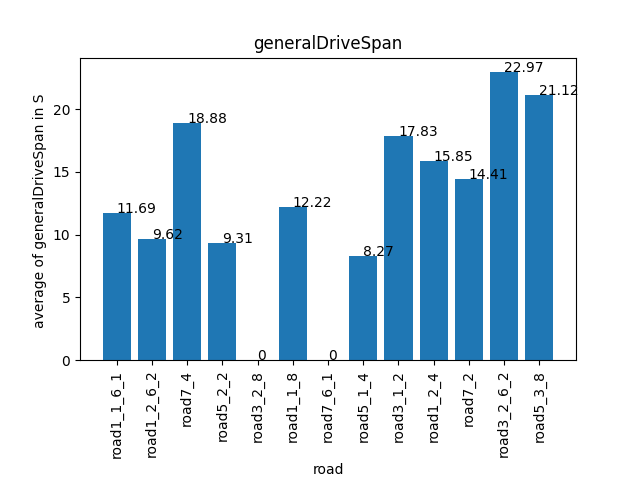 generalDriveSpan
average of generalDriveSpan in S
20
15
10
5
0
11.69
9.62
18.88
9.31
0
12.22
0
8.27
17.83
15.85
14.41
22.97
21.12
road1_1_6_1
road1_2_6_2
road7_4
road5_2_2
road3_2_8
road1_1_8
road7_6_1
road5_1_4
road3_1_2
road1_2_4
road7_2
road3_2_6_2
road5_3_8
road